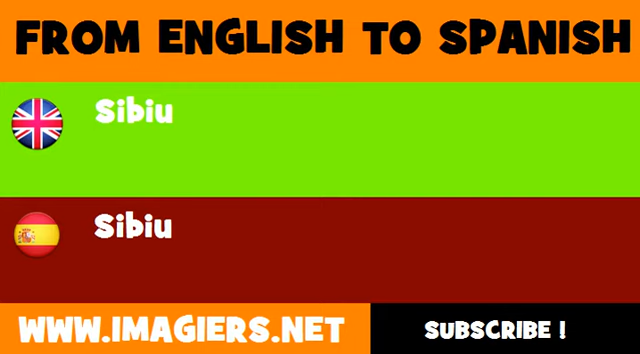 FROM ENGLISH TO SPANISH
Sibiu
Sibiu
WWW.IMAGIERS.NET
SUBSCRIBE !